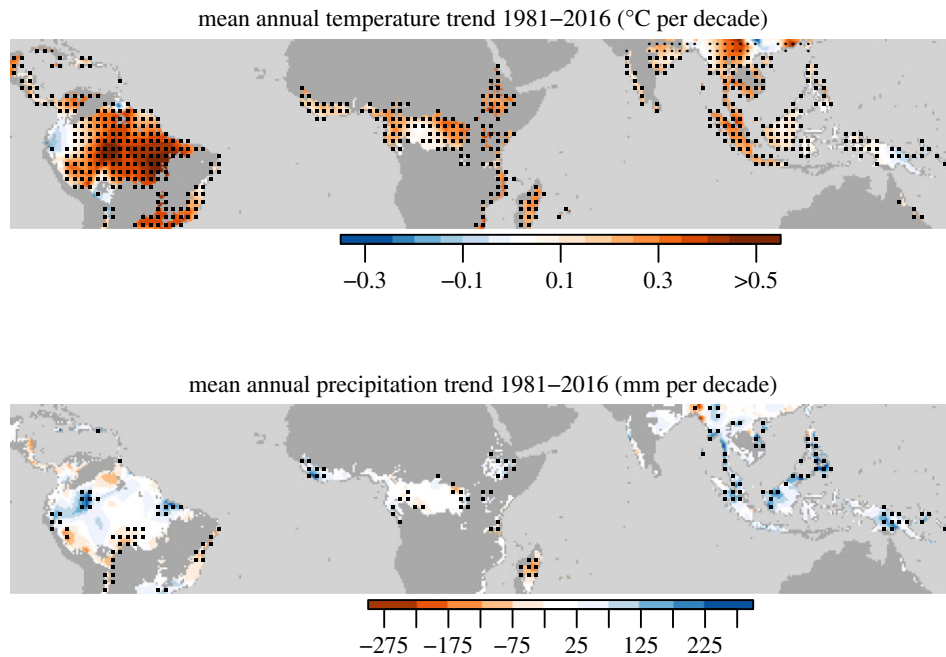 mean annual temperature trend 1981−2016 (°C per decade)
−0.3 −0.1 0.1 0.3 >0.5
mean annual precipitation trend 1981−2016 (mm per decade)
−275 −175 −75 25 125 225